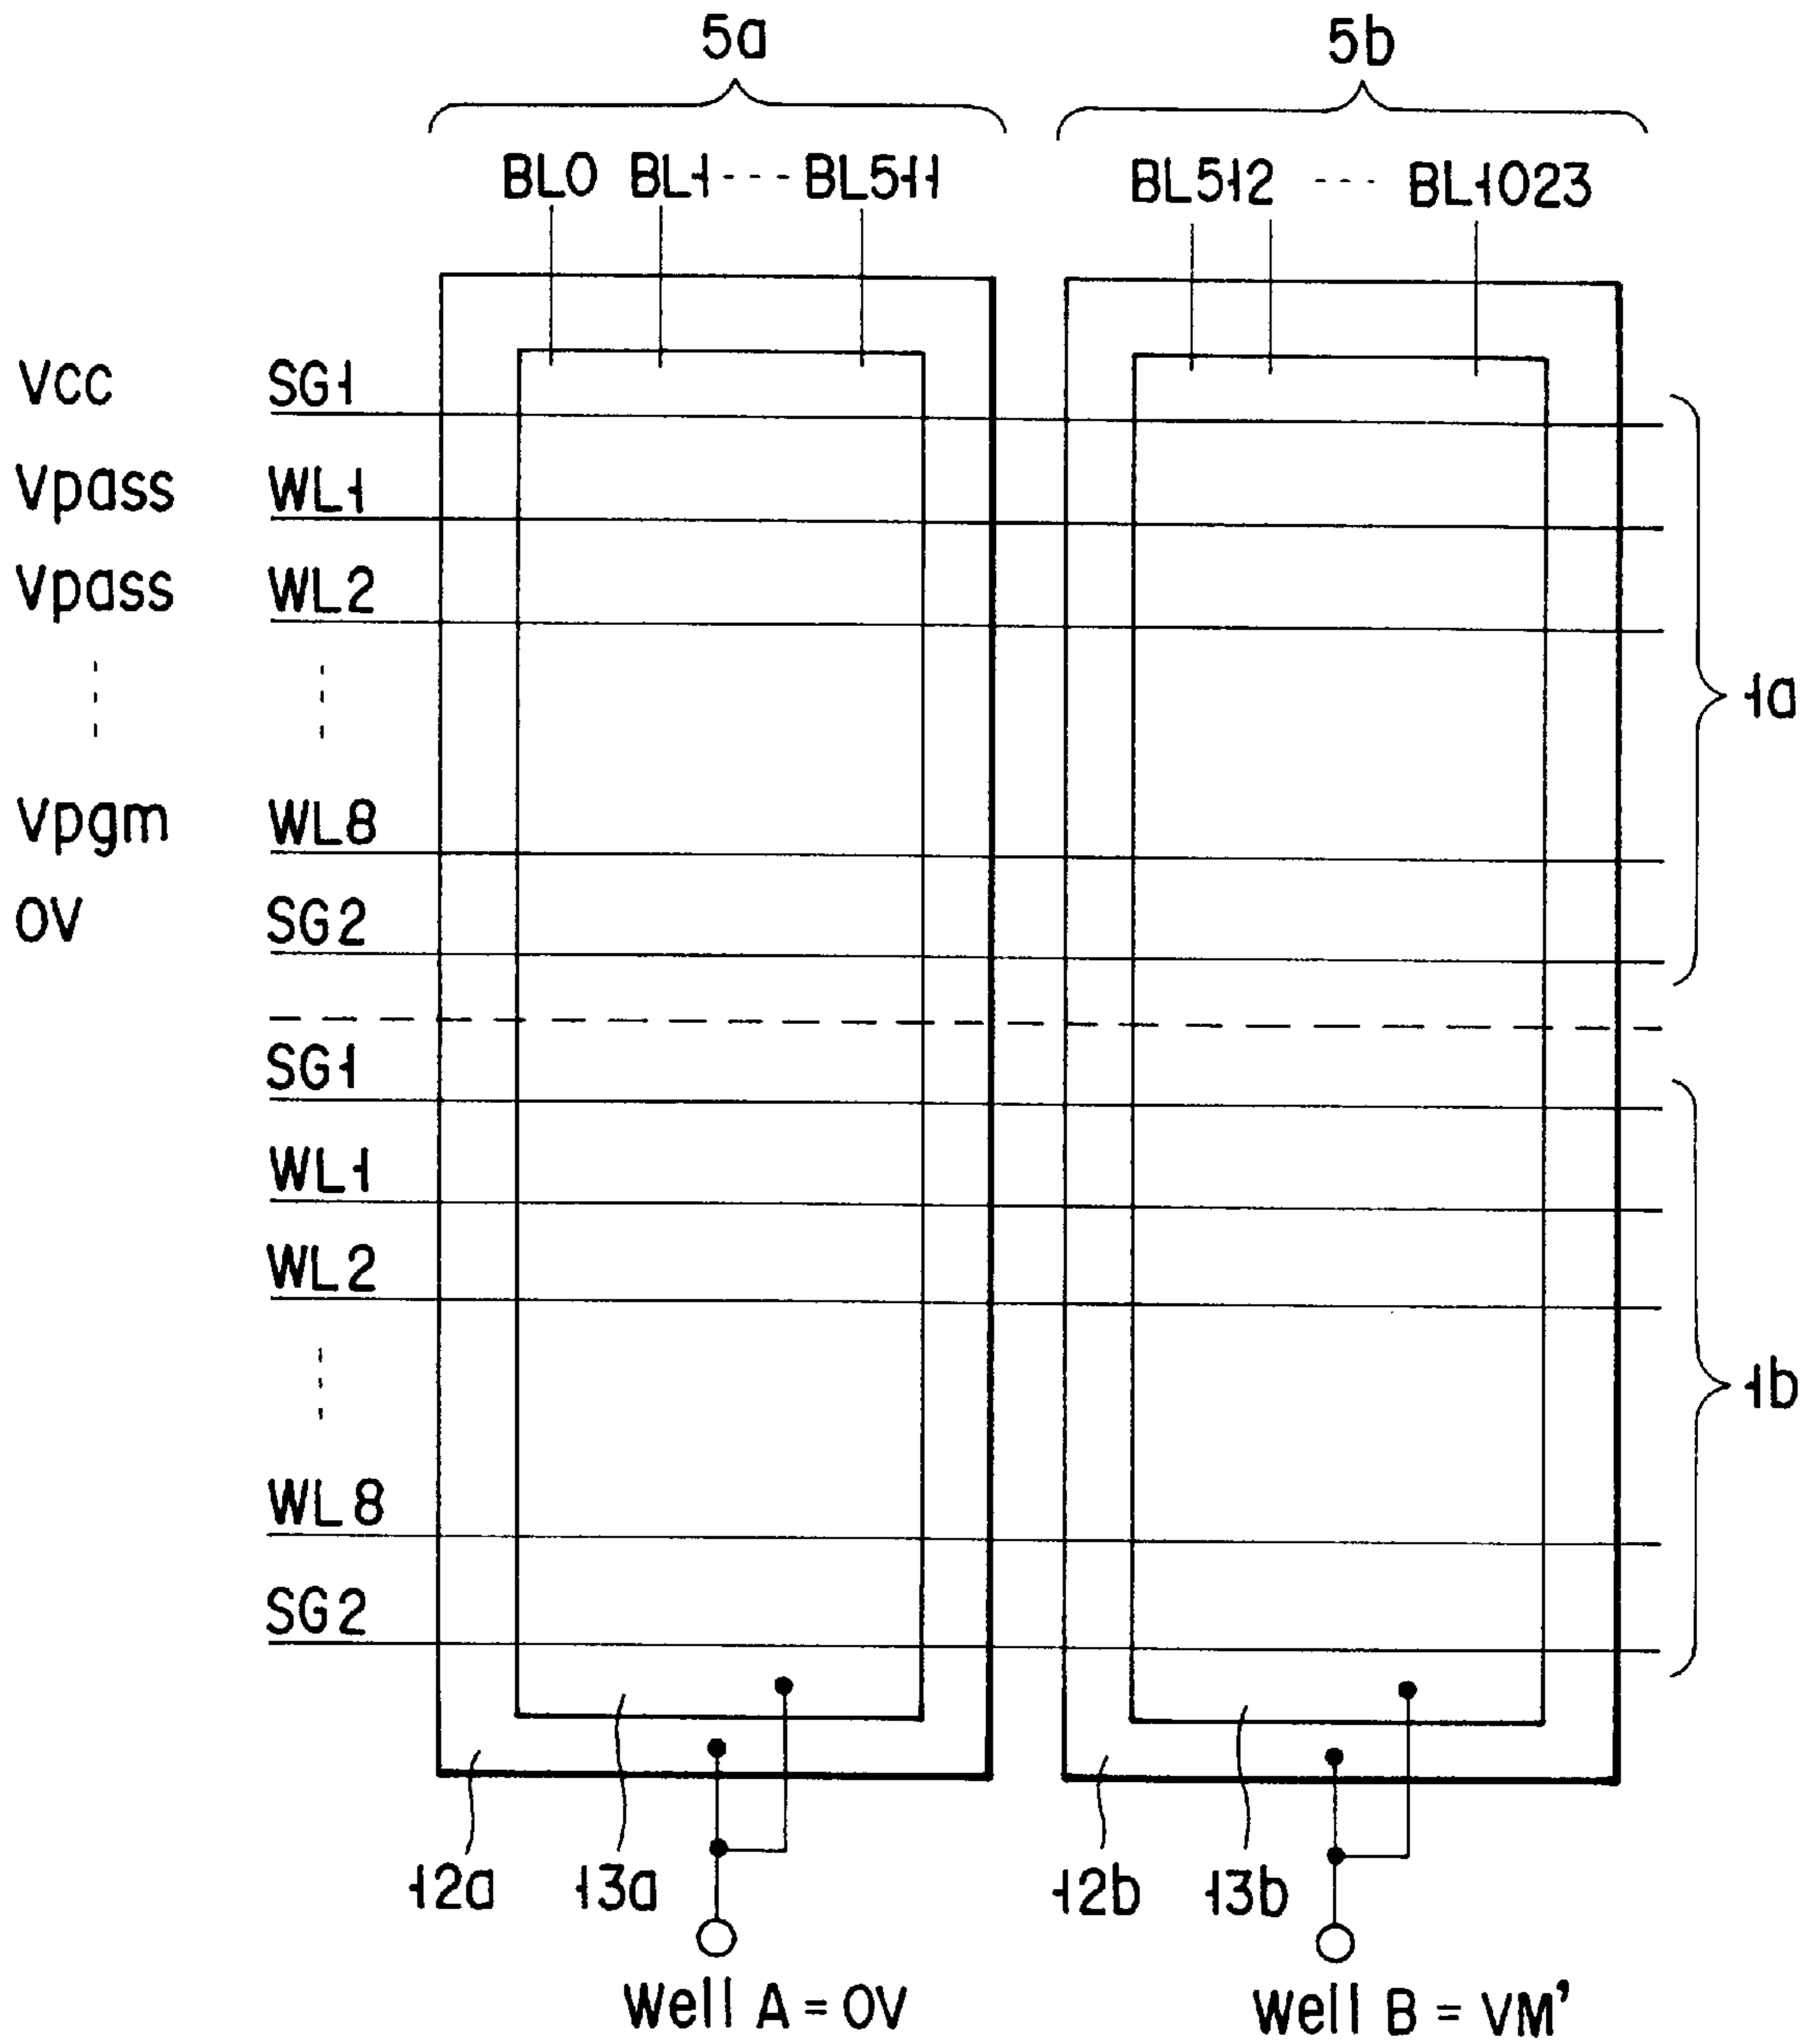 5a 5b
BL0 BL1 ---- BL511 BL512 --- BL1023
VCC SG1
Vpass WL1
Vpass WL2
1a
Vpgm WL8
0V SG2
SG1
WL1
WL2
1b
WL8
SG2
12a 13a 12b 13b
Well A = 0V Well B = VM'